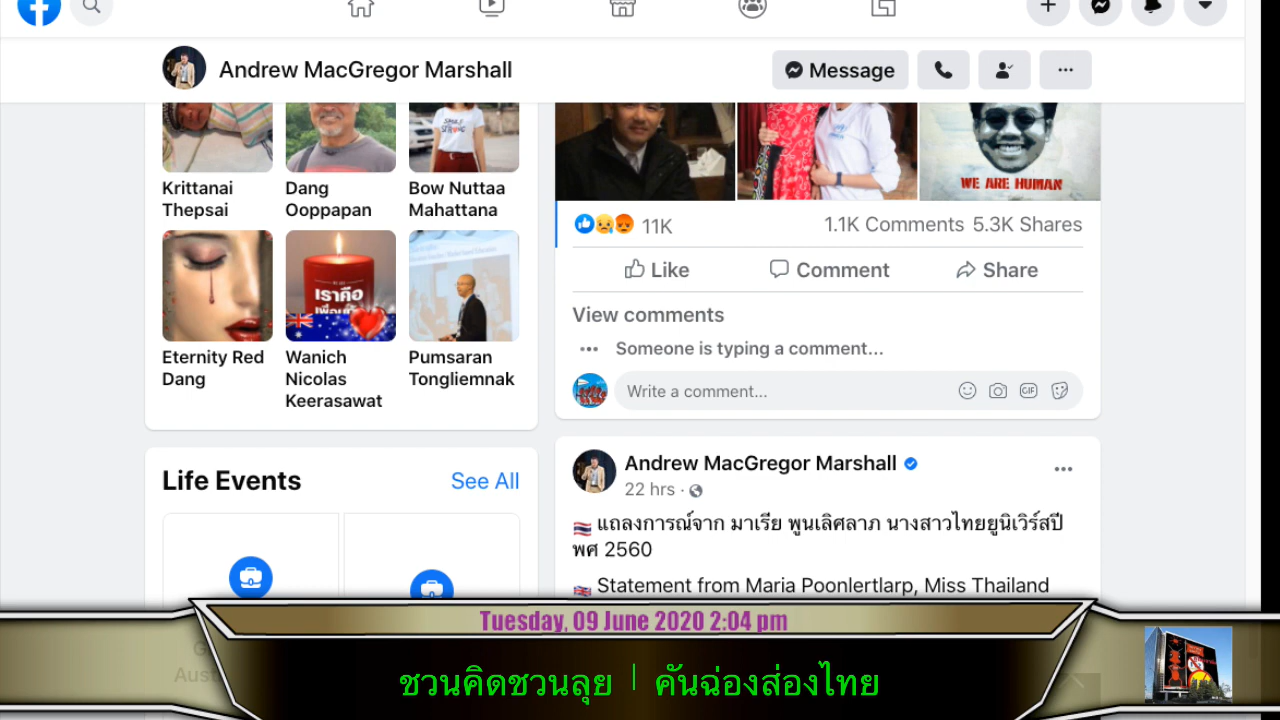 Andrew MacGregor Marshall
Message
Krittanai Thepsai
Dang Ooppapan
Bow Nuttaa Mahattana
WE ARE HUMAN
11K
1.1K Comments 5.3K Shares
Like
Comment
Share
View comments
Someone is typing a comment...
Write a comment...
GIF
เราคือ
Eternity Red Dang
Wanich Nicolas Keerasawat
Pumsaran Tongliemnak
Life Events
See All
Andrew MacGregor Marshall
22 hrs ·
แถลงการณ์จาก มาเรีย พูนเลิศลาภ นางสาวไทยยูนิเวิร์สปี
พศ 2560
Statement from Maria Poonlertlarp, Miss Thailand
Tuesday, 09 June 2020 2:04 pm
ชวนคิดชวนลุย | คันฉ่องส่องไทย